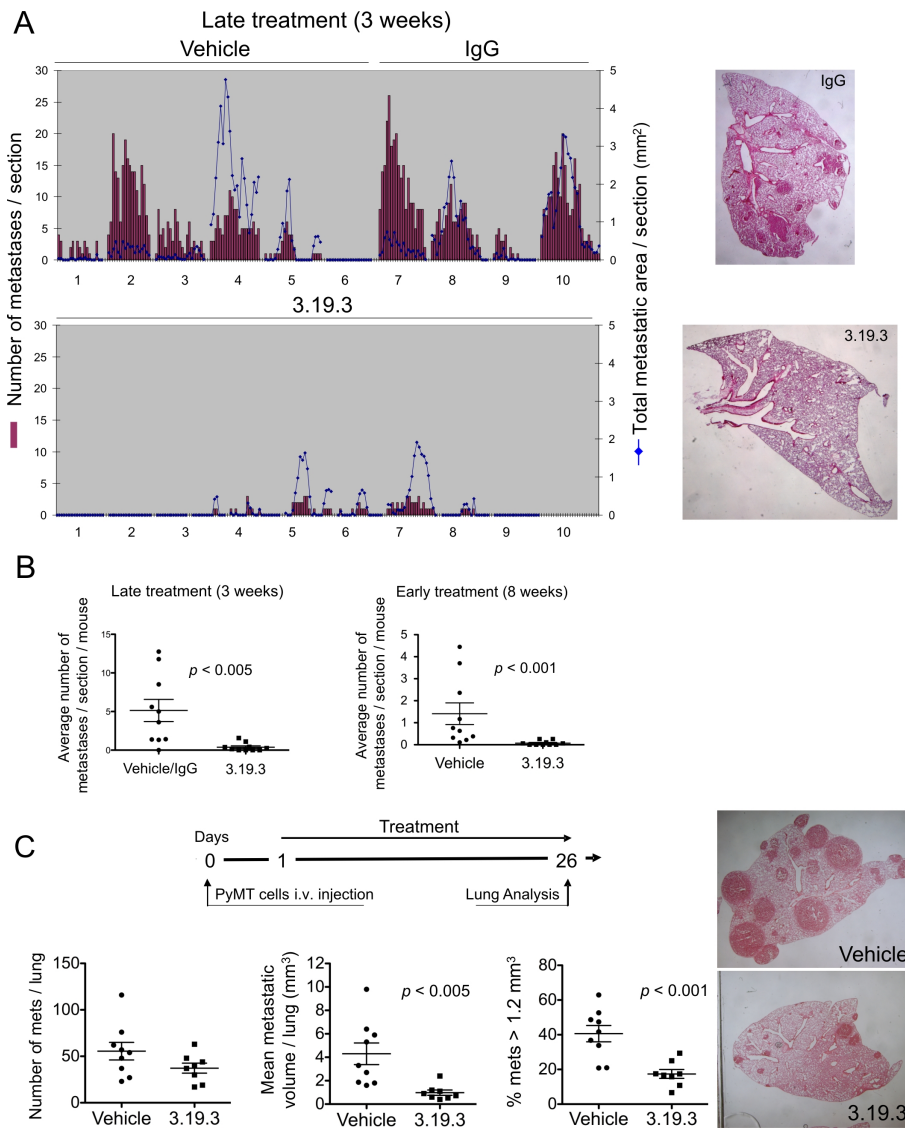 A
Late treatment (3 weeks)
Vehicle
IgG
Number of metastases / section
30
25
20
15
10
5
0
5
4
3
2
1
0
Total metastatic area / section (mm²)
1 2 3 4 5 6 7 8 9 10
IgG
3.19.3
30
25
20
15
10
5
0
5
4
3
2
1
0
1 2 3 4 5 6 7 8 9 10
3.19.3
B
Late treatment (3 weeks)
Average number of
metastases / section / mouse
15
10
5
0
p < 0.005
Vehicle/IgG 3.19.3
Early treatment (8 weeks)
Average number of
metastases / section / mouse
5
4
3
2
1
0
p < 0.001
Vehicle 3.19.3
C
Treatment
Days
0 1 26
PyMT cells i.v. injection
Lung Analysis
Vehicle
3.19.3
Number of mets / lung
150
100
50
0
Vehicle 3.19.3
Mean metastatic
volume / lung (mm³)
12
10
8
6
4
2
0
p < 0.005
Vehicle 3.19.3
% mets > 1.2 mm³
80
60
40
20
0
p < 0.001
Vehicle 3.19.3